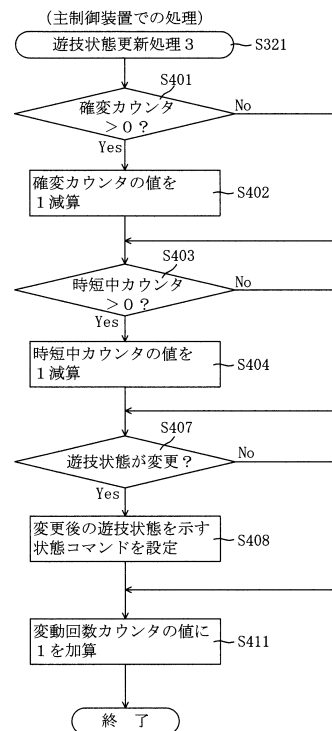 (主制御装置での処理)
遊技状態更新処理3
S321
S401
確変カウンタ
>0?
No
Yes
確変カウンタの値を
1減算
S402
S403
時短中カウンタ
>0?
No
Yes
時短中カウンタの値を
1減算
S404
S407
遊技状態が変更?
No
Yes
変更後の遊技状態を示す
状態コマンドを設定
S408
変動回数カウンタの値に
1を加算
S411
終 了